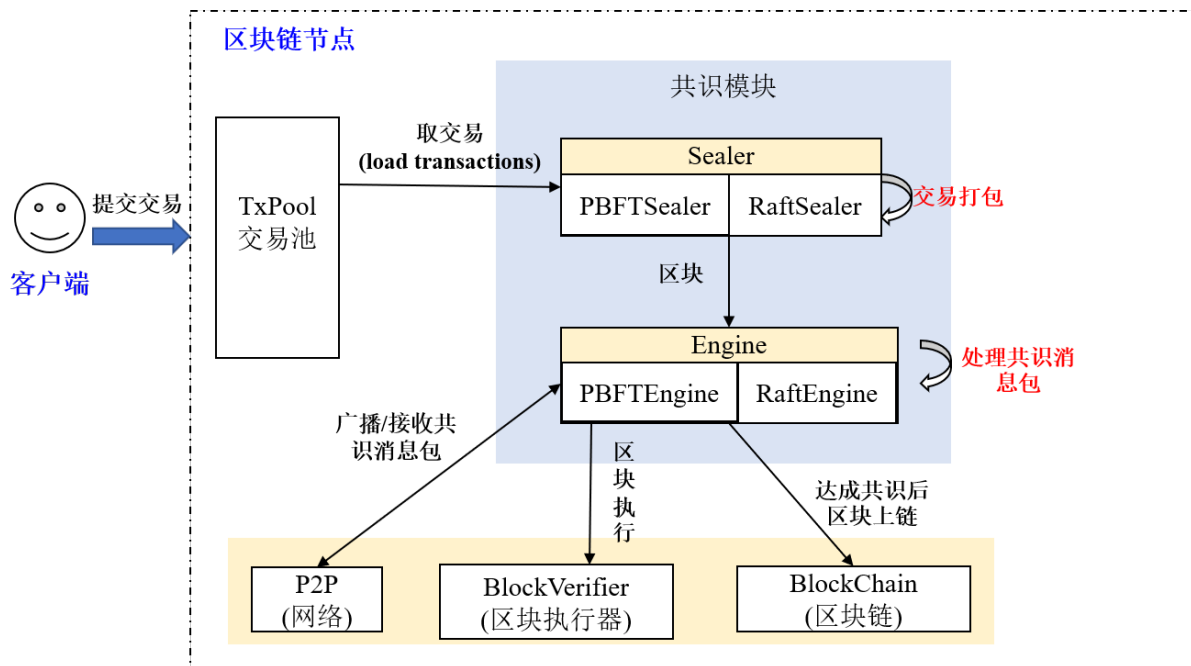 区块链节点
共识模块
取交易
(load transactions)
Sealer
PBFTSealer
RaftSealer
交易打包
TxPool
交易池
提交交易
客户端
区块
Engine
PBFTEngine
RaftEngine
处理共识消
息包
广播/接收共
识消息包
区
块
执
行
达成共识后
区块上链
P2P
(网络)
BlockVerifier
(区块执行器)
BlockChain
(区块链)